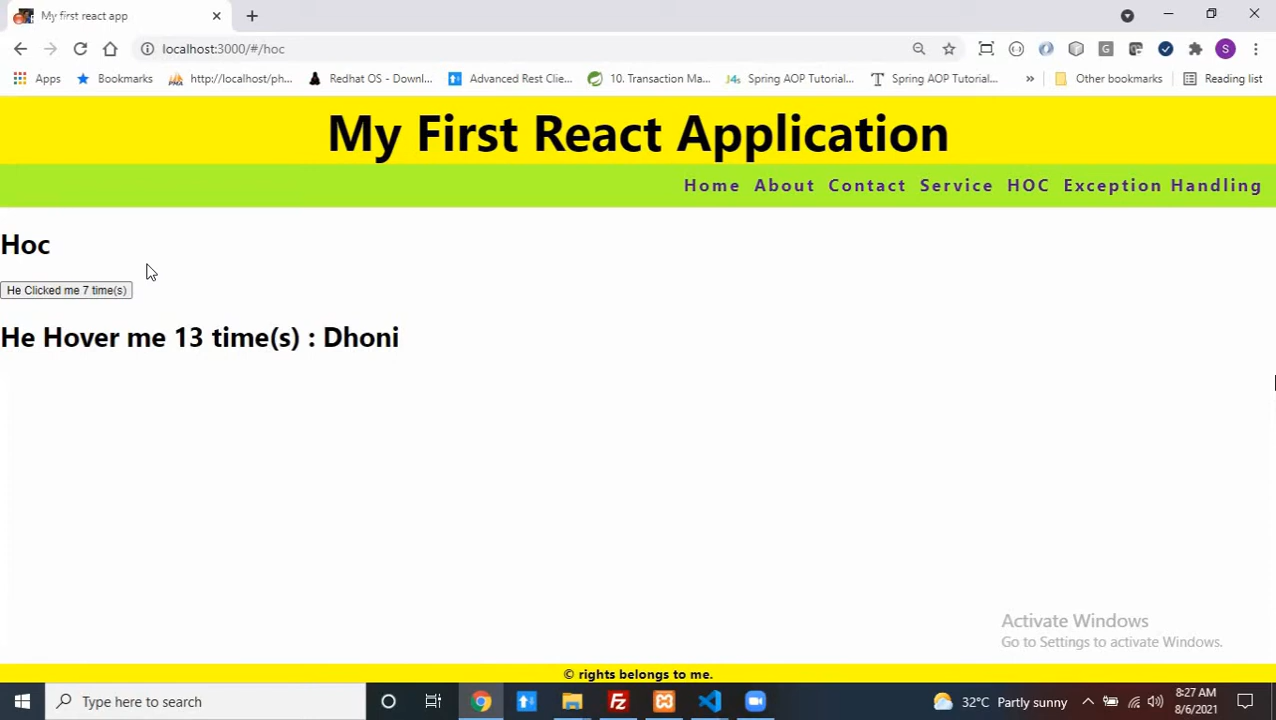 My first react app
localhost:3000/#/hoc
Apps Bookmarks http://localhost/ph... Redhat OS - Downl... Advanced Rest Clie... 10. Transaction Ma... Spring AOP Tutorial... Spring AOP Tutorial... » Other bookmarks Reading list
My First React Application
Home About Contact Service HOC Exception Handling
Hoc
He Clicked me 7 time(s)
He Hover me 13 time(s) : Dhoni
Activate Windows
Go to Settings to activate Windows.
© rights belongs to me.
Type here to search
32°C Partly sunny
8:27 AM
8/6/2021